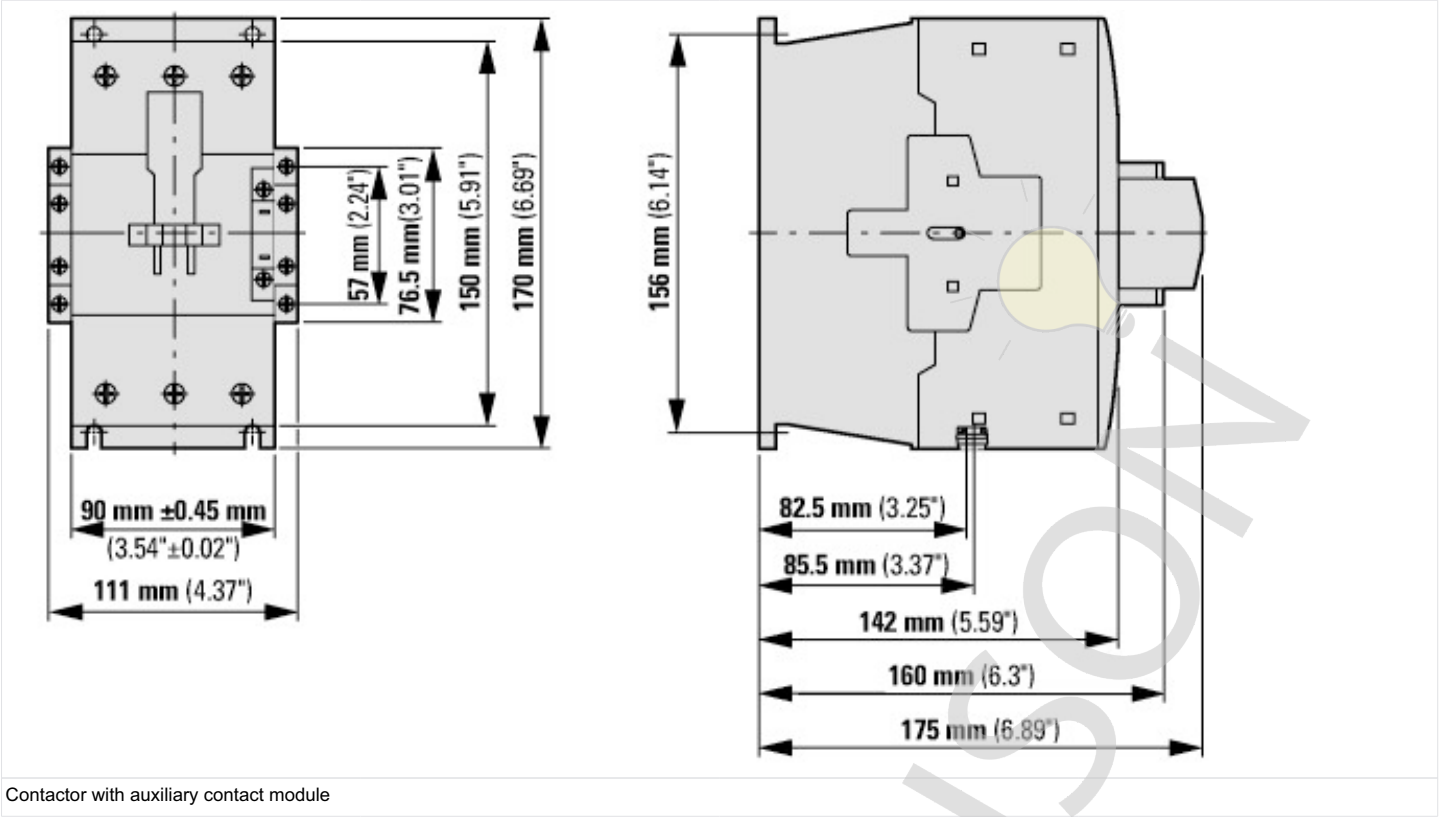 57 mm (2.24")
76.5 mm(3.01")
150 mm (5.91")
170 mm (6.69")
90 mm ±0.45 mm
(3.54"±0.02")
111 mm (4.37")
156 mm (6.14")
82.5 mm (3.25")
85.5 mm (3.37")
142 mm (5.59")
160 mm (6.3")
175 mm (6.89")
Contactor with auxiliary contact module
SON